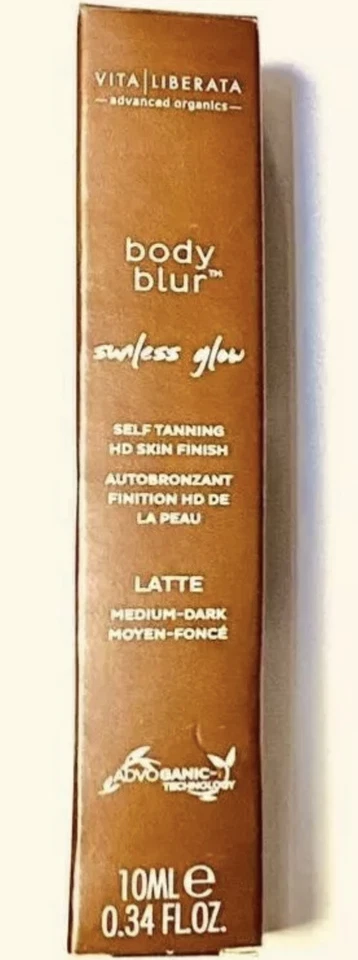 VITA|LIBERATA
—advanced organics—
body
blur™
sunless glow
SELF TANNING
HD SKIN FINISH
AUTOBRONZANT
FINITION HD DE
LA PEAU
LATTE
MEDIUM-DARK
MOYEN-FONCÉ
ADVOGANIC-
TECHNOLOGY
10ML e
0.34 FL.OZ.